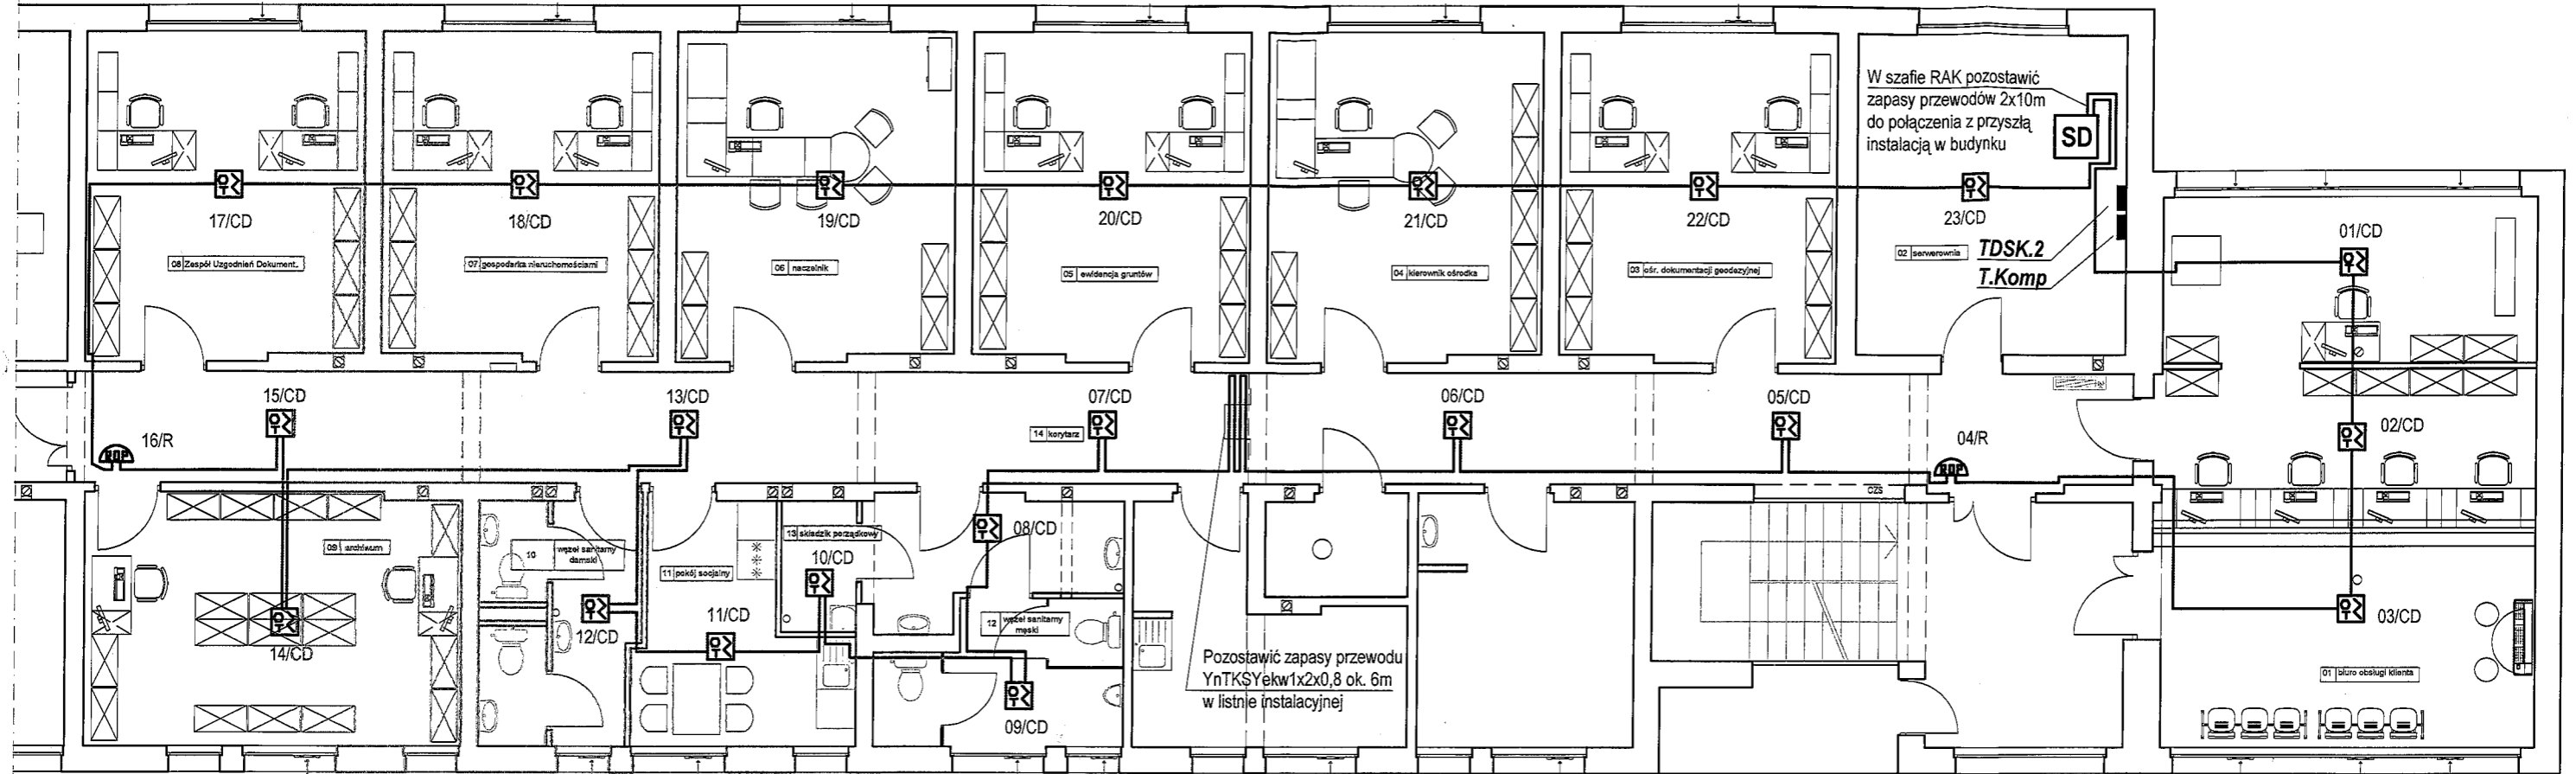 W szafie RAK pozostawić
zapasy przewodów 2x10m
do połączenia z przyszłą
instalacją w budynku
SD
17/CD
18/CD
19/CD
20/CD
21/CD
22/CD
23/CD
01/CD
08 Zespół Uzgodnień Dokument.
07 gospodarka nieruchomościami
06 naczelnik
05 ewidencja gruntów
04 kierownik ośrodka
03 ośr. dokumentacji geodezyjnej
02 serwerownia
TDSK.2
T.Komp
15/CD
13/CD
07/CD
06/CD
05/CD
02/CD
16/R
ROP
14 korytarz
04/R
ROP
CZS
09 archiwum
10 węzeł sanitarny
damski
11 pokój socjalny
13 składzik porządkowy
10/CD
08/CD
12/CD
11/CD
12 węzeł sanitarny
męski
03/CD
14/CD
09/CD
Pozostawić zapasy przewodu
YnTKSYekw1x2x0,8 ok. 6m
w listnie instalacyjnej
01 biuro obsługi klienta